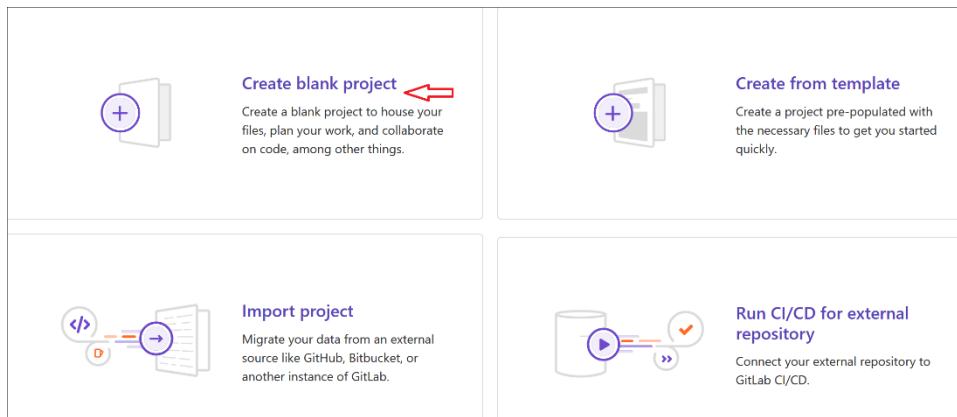 Create blank project
Create a blank project to house your
files, plan your work, and collaborate
on code, among other things.
Create from template
Create a project pre-populated with
the necessary files to get you started
quickly.
Import project
Migrate your data from an external
source like GitHub, Bitbucket, or
another instance of GitLab.
Run CI/CD for external
repository
Connect your external repository to
GitLab CI/CD.